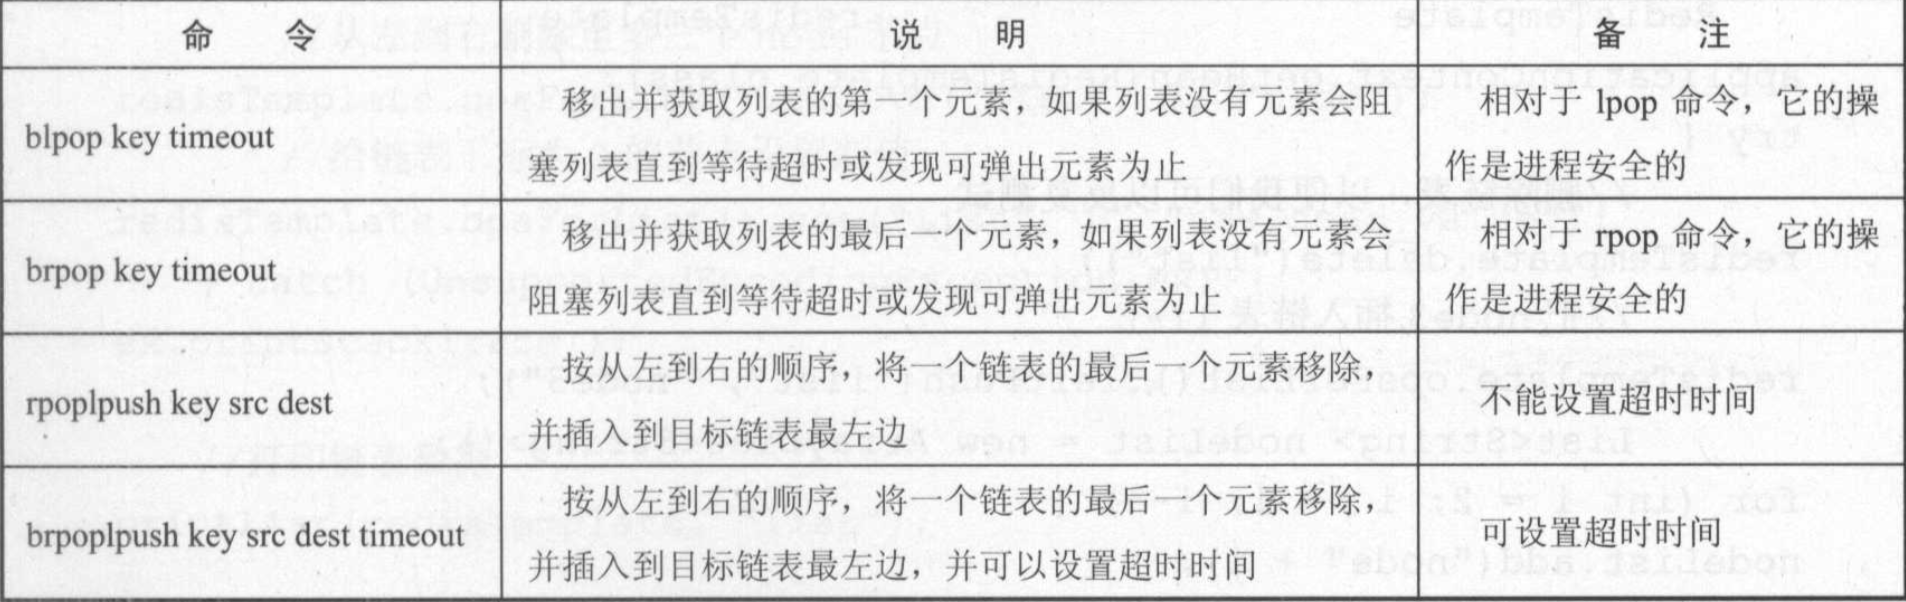 命 令 说 明 备 注
blpop key timeout
移出并获取列表的第一个元素，如果列表没有元素会阻
塞列表直到等待超时或发现可弹出元素为止
相对于 lpop 命令，它的操
作是进程安全的
brpop key timeout
移出并获取列表的最后一个元素，如果列表没有元素会
阻塞列表直到等待超时或发现可弹出元素为止
相对于 rpop 命令，它的操
作是进程安全的
rpoplpush key src dest
按从左到右的顺序，将一个链表的最后一个元素移除，
并插入到目标链表最左边
不能设置超时时间
brpoplpush key src dest timeout
按从左到右的顺序，将一个链表的最后一个元素移除，
并插入到目标链表最左边，并可以设置超时时间
可设置超时时间